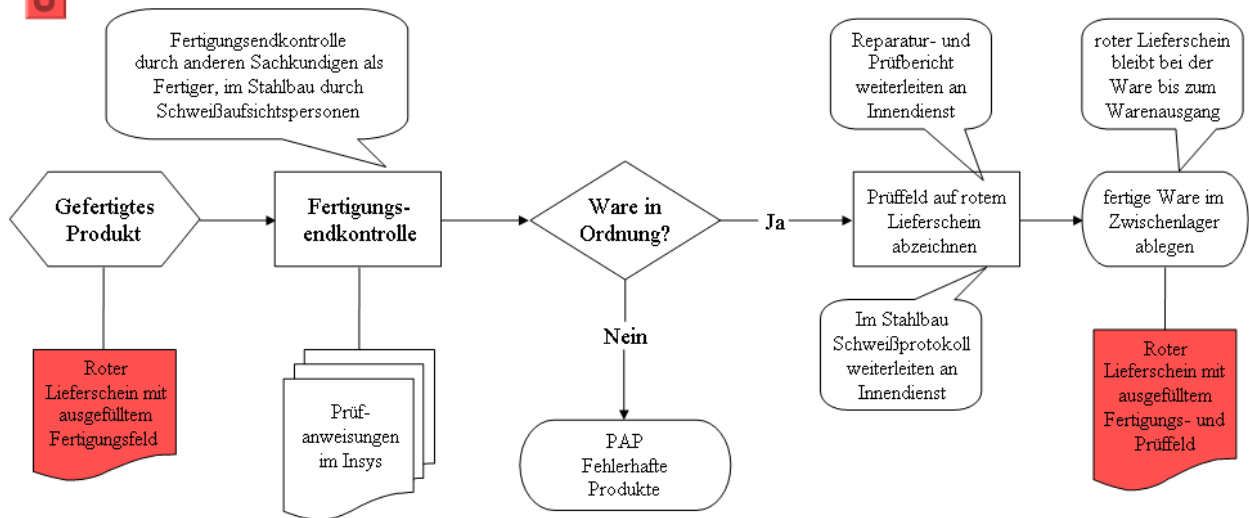 Fertigungsendkontrolle
durch anderen Sachkundigen als
Fertiger, im Stahlbau durch
Schweißaufsichtspersonen
Reparatur- und
Prüfbericht
weiterleiten an
Innendienst
roter Lieferschein
bleibt bei der
Ware bis zum
Warenausgang
Gefertigtes
Produkt
Fertigungs-
endkontrolle
Ware in
Ordnung?
Ja
Prüffeld auf rotem
Lieferschein
abzeichnen
fertige Ware im
Zwischenlager
ablegen
Nein
Im Stahlbau
Schweißprotokoll
weiterleiten an
Innendienst
Roter
Lieferschein mit
ausgefülltem
Fertigungsfeld
Prüf-
anweisungen
im Insys
PAP
Fehlerhafte
Produkte
Roter
Lieferschein mit
ausgefülltem
Fertigungs- und
Prüffeld